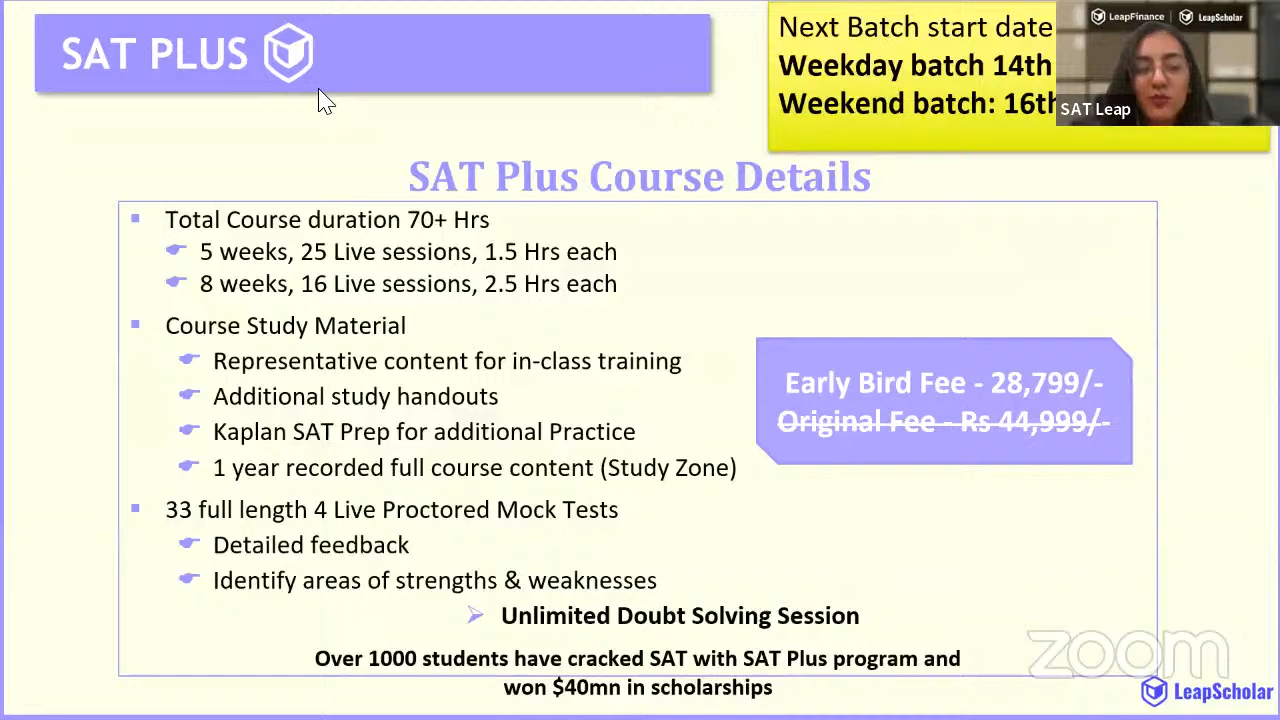 SAT PLUS
Next Batch start date
Weekday batch 14th
Weekend batch: 16th
LeapFinance | LeapScholar
SAT Leap
SAT Plus Course Details
Total Course duration 70+ Hrs
5 weeks, 25 Live sessions, 1.5 Hrs each
8 weeks, 16 Live sessions, 2.5 Hrs each
Course Study Material
Representative content for in-class training
Additional study handouts
Kaplan SAT Prep for additional Practice
1 year recorded full course content (Study Zone)
Early Bird Fee - 28,799/-
Original Fee - Rs 44,999/-
33 full length 4 Live Proctored Mock Tests
Detailed feedback
Identify areas of strengths & weaknesses
Unlimited Doubt Solving Session
Over 1000 students have cracked SAT with SAT Plus program and
won $40mn in scholarships
zoom
LeapScholar